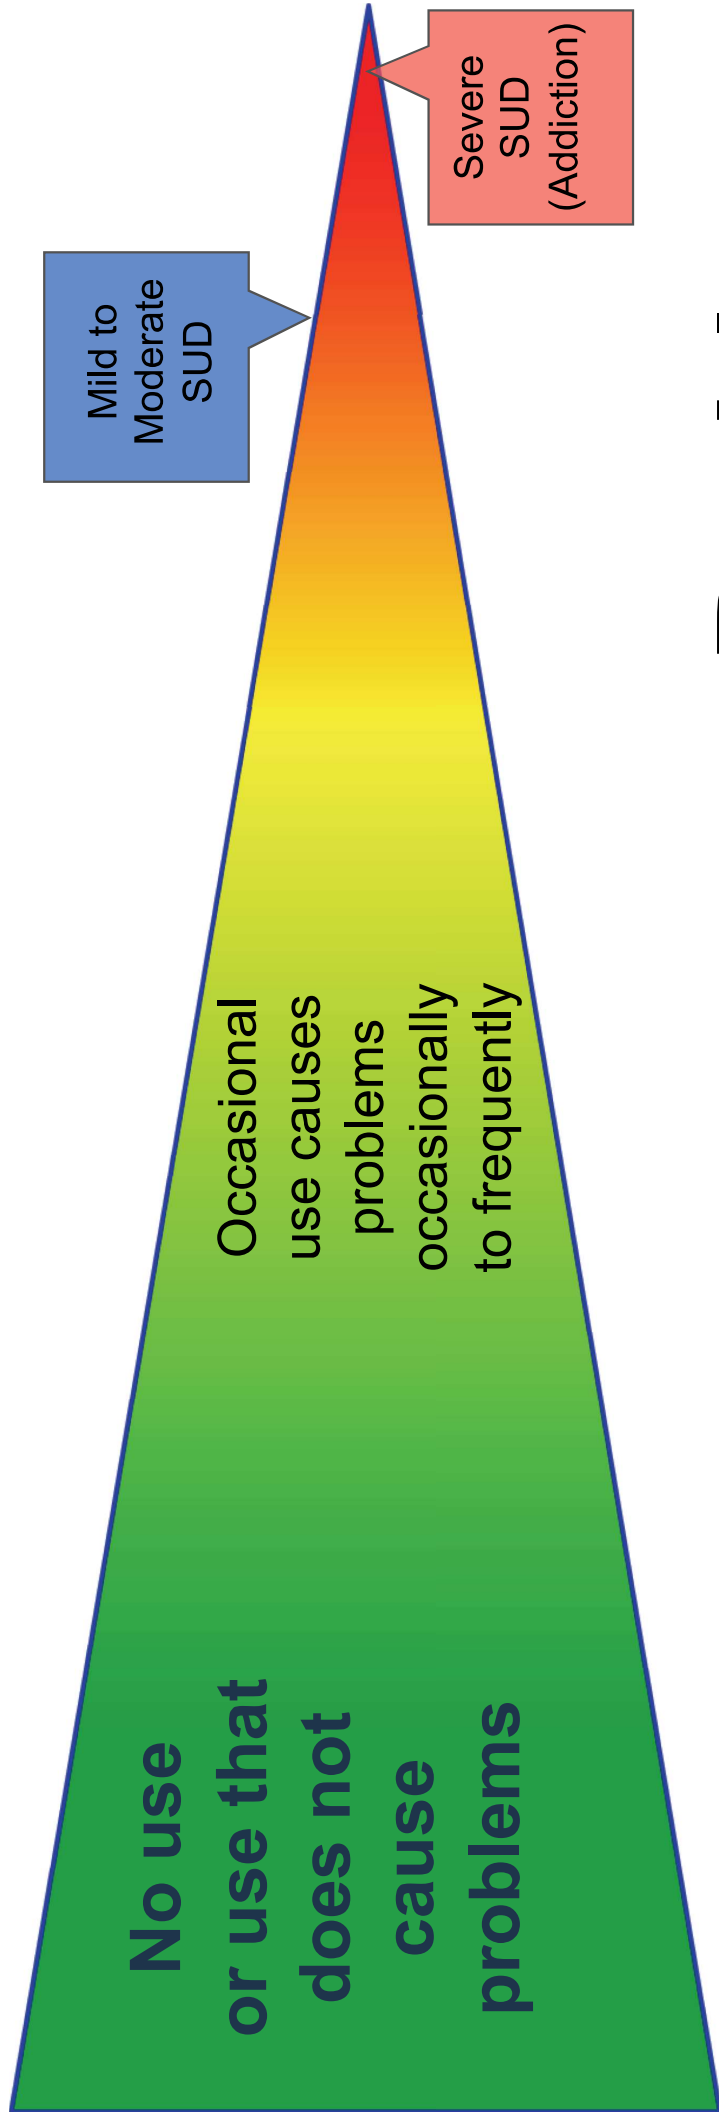 No use
or use that
does not
cause
problems
Occasional
use causes
problems
occasionally
to frequently
Mild to
Moderate
SUD
Severe
SUD
(Addiction)